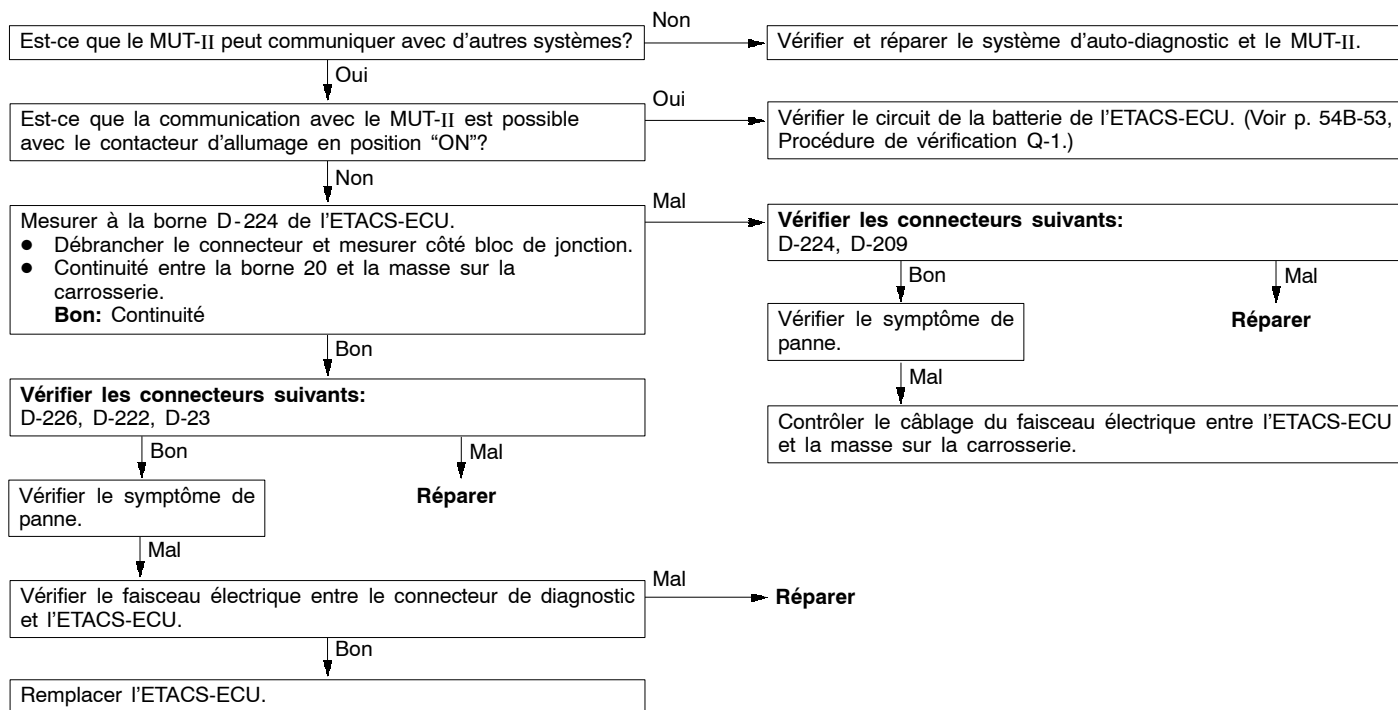 Est-ce que le MUT-II peut communiquer avec d'autres systèmes?
Non
Vérifier et réparer le système d'auto-diagnostic et le MUT-II.
Oui
Est-ce que la communication avec le MUT-II est possible
avec le contacteur d'allumage en position “ON”?
Oui
Vérifier le circuit de la batterie de l'ETACS-ECU. (Voir p. 54B-53,
Procédure de vérification Q-1.)
Non
Mesurer à la borne D-224 de l'ETACS-ECU.
● Débrancher le connecteur et mesurer côté bloc de jonction.
● Continuité entre la borne 20 et la masse sur la
carrosserie.
Bon: Continuité
Mal
Vérifier les connecteurs suivants:
D-224, D-209
Bon
Mal
Vérifier le symptôme de
panne.
Réparer
Mal
Contrôler le câblage du faisceau électrique entre l'ETACS-ECU
et la masse sur la carrosserie.
Bon
Vérifier les connecteurs suivants:
D-226, D-222, D-23
Bon
Mal
Vérifier le symptôme de
panne.
Réparer
Mal
Vérifier le faisceau électrique entre le connecteur de diagnostic
et l'ETACS-ECU.
Mal
Réparer
Bon
Remplacer l'ETACS-ECU.